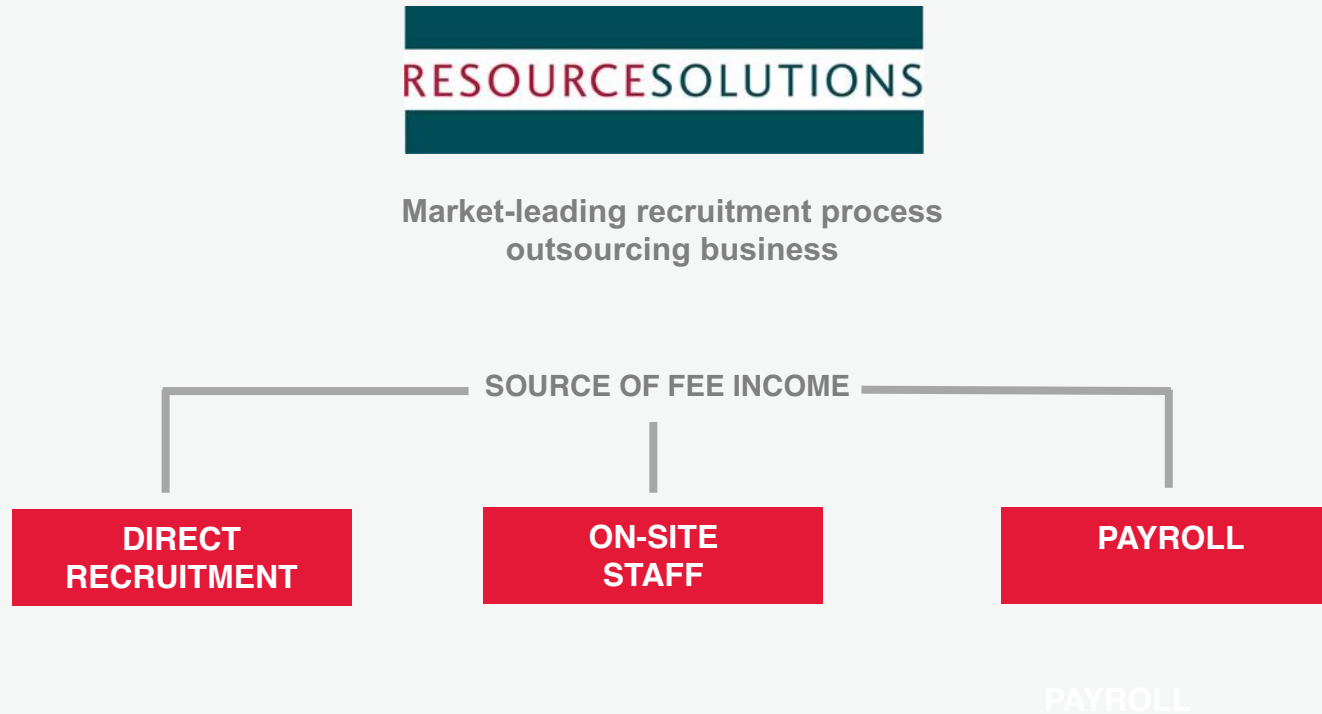 RESOURCESOLUTIONS
Market-leading recruitment process
outsourcing business
SOURCE OF FEE INCOME
DIRECT
RECRUITMENT
ON-SITE
STAFF
PAYROLL
PAYROLL